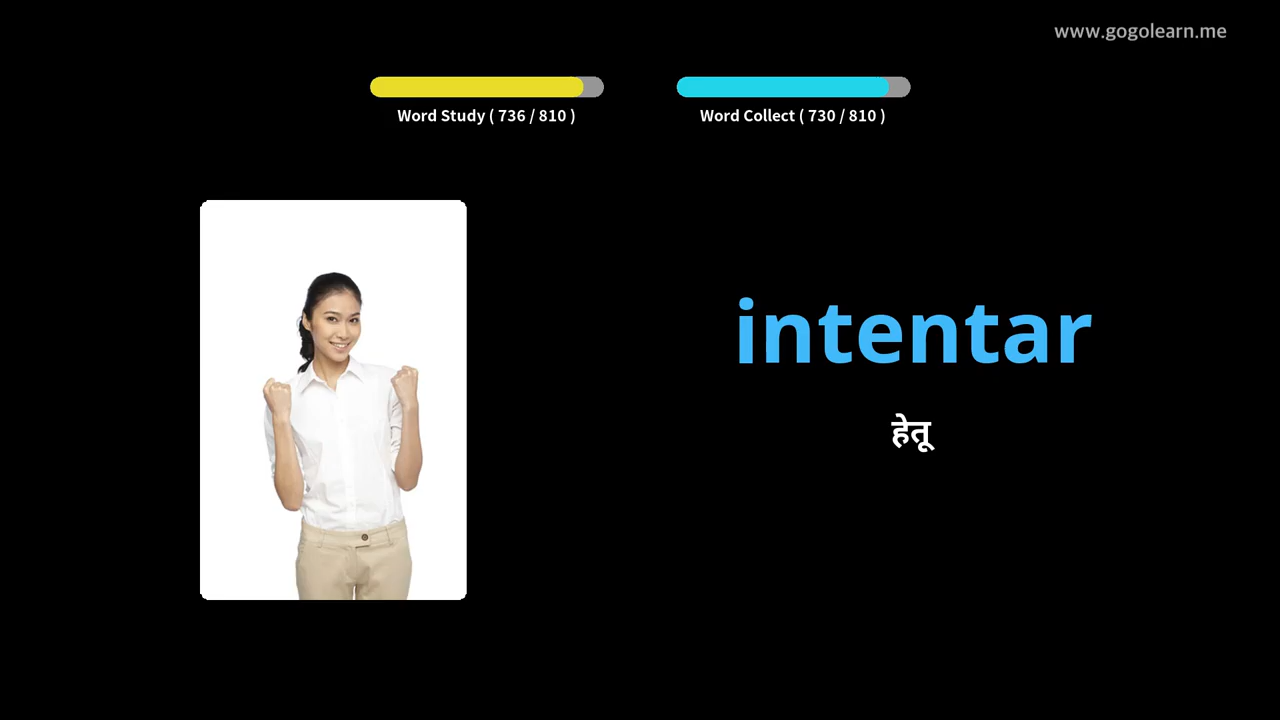 www.gogolearn.me
Word Study ( 736 / 810 )
Word Collect ( 730 / 810 )
intentar
हेतू